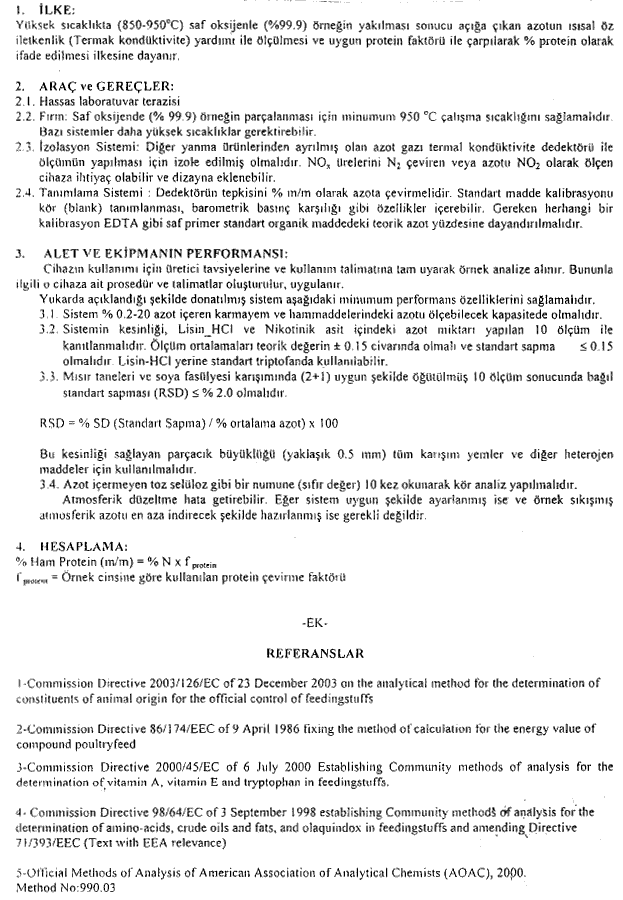 1. İLKE:
Yüksek sıcaklıkta (850-950°C) saf oksijenle (%99.9) örneğin yakılması sonucu açığa çıkan azotun ısısal öz
iletkenlik (Termak kondüktivite) yardımı ile ölçülmesi ve uygun protein faktörü ile çarpılarak % protein olarak
ifade edilmesi ilkesine dayanır.
2. ARAÇ ve GEREÇLER:
2.1. Hassas laboratuvar terazisi
2.2. Fırın: Saf oksijende (% 99.9) örneğin parçalanması için minumum 950 °C çalışma sıcaklığını sağlamalıdır.
Bazı sistemler daha yüksek sıcaklıklar gerektirebilir.
2.3. İzolasyon Sistemi: Diğer yanma ürünlerinden ayrılmış olan azot gazı termal kondüktivite dedektörü ile
ölçümün yapılması için izole edilmiş olmalıdır. NOx ürelerini N2 çeviren veya azotu NO2 olarak ölçen
cihaza ihtiyaç olabilir ve dizayna eklenebilir.
2.4. Tanımlama Sistemi : Dedektörün tepkisini % m/m olarak azota çevirmelidir. Standart madde kalibrasyonu
kör (blank) tanımlanması, barometrik basınç karşılığı gibi özellikler içerebilir. Gereken herhangi bir
kalibrasyon EDTA gibi saf primer standart organik maddedeki teorik azot yüzdesine dayandırılmalıdır.
3. ALET VE EKİPMANIN PERFORMANSI:
Cihazın kullanımı için üretici tavsiyelerine ve kullanım talimatına tam uyarak örnek analize alınır. Bununla
ilgili o cihaza ait prosedür ve talimatlar oluşturulur, uygulanır.
Yukarda açıklandığı şekilde donatılmış sistem aşağıdaki minumum performans özelliklerini sağlamalıdır.
3.1. Sistem % 0.2-20 azot içeren karmayem ve hammaddelerindeki azotu ölçebilecek kapasitede olmalıdır.
3.2. Sistemin kesinliği, Lisin_HCl ve Nikotinik asit içindeki azot miktarı yapılan 10 ölçüm ile
kanıtlanmalıdır. Ölçüm ortalamaları teorik değerin ± 0.15 civarında olmalı ve standart sapma ≤ 0.15
olmalıdır. Lisin-HCl yerine standart triptofanda kullanılabilir.
3.3. Mısır taneleri ve soya fasülyesi karışımında (2+1) uygun şekilde öğütülmüş 10 ölçüm sonucunda bağıl
standart sapması (RSD) ≤ % 2.0 olmalıdır.
RSD = % SD (Standart Sapma) / % ortalama azot) x 100
Bu kesinliği sağlayan parçacık büyüklüğü (yaklaşık 0.5 mm) tüm karışım yemler ve diğer heterojen
maddeler için kullanılmalıdır.
3.4. Azot içermeyen toz selüloz gibi bir numune (sıfır değer) 10 kez okunarak kör analiz yapılmalıdır.
Atmosferik düzeltme hata getirebilir. Eğer sistem uygun şekilde ayarlanmış ise ve örnek sıkışmış
atmosferik azotu en aza indirecek şekilde hazırlanmış ise gerekli değildir.
4. HESAPLAMA:
% Ham Protein (m/m) = % N x f protein
f protein = Örnek cinsine göre kullanılan protein çevirme faktörü
-EK-
REFERANSLAR
1-Commission Directive 2003/126/EC of 23 December 2003 on the analytical method for the determination of
constituents of animal origin for the official control of feedingstuffs
2-Commission Directive 86/174/EEC of 9 April 1986 fixing the method of calculation for the energy value of
compound poultryfeed
3-Commission Directive 2000/45/EC of 6 July 2000 Establishing Community methods of analysis for the
determination of vitamin A, vitamin E and tryptophan in feedingstuffs.
4- Commission Directive 98/64/EC of 3 September 1998 establishing Community methods of analysis for the
determination of amino-acids, crude oils and fats, and olaquindox in feedingstuffs and amending Directive
71/393/EEC (Text with EEA relevance)
5-Official Methods of Analysis of American Association of Analytical Chemists (AOAC), 2000.
Method No:990.03